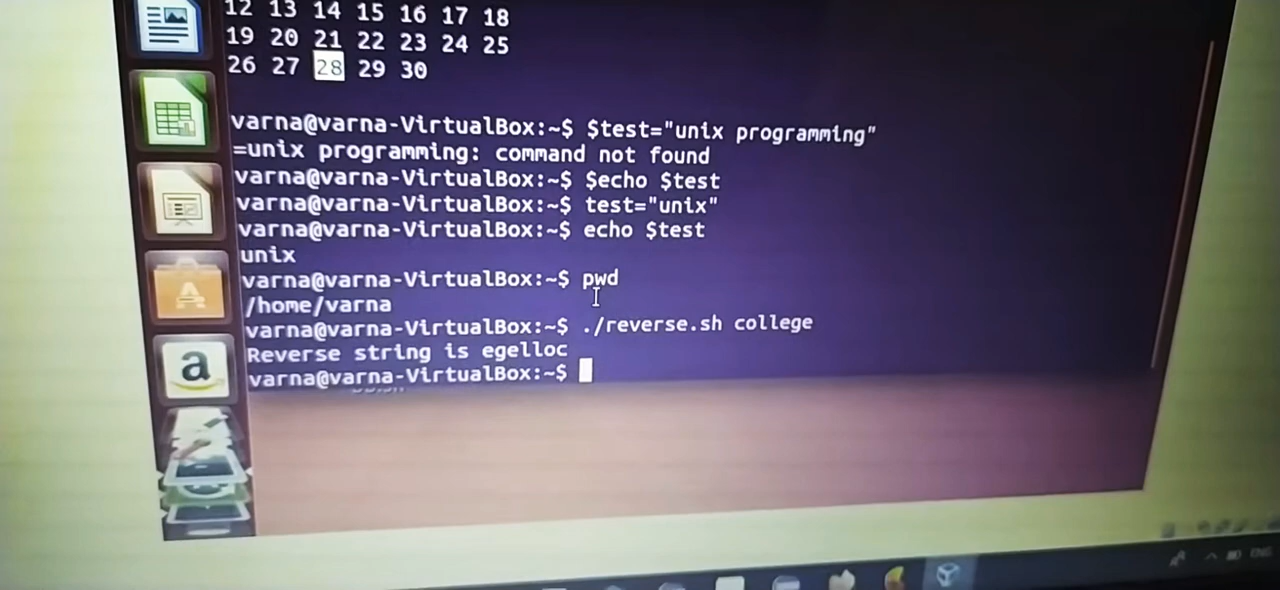 12 13 14 15 16 17 18
19 20 21 22 23 24 25
26 27 28 29 30
varna@varna-VirtualBox:~$ $test="unix programming"
=unix programming: command not found
varna@varna-VirtualBox:~$ $echo $test
varna@varna-VirtualBox:~$ test="unix"
varna@varna-VirtualBox:~$ echo $test
unix
varna@varna-VirtualBox:~$ pwd
/home/varna
varna@varna-VirtualBox:~$ ./reverse.sh college
Reverse string is egelloc
varna@varna-VirtualBox:~$
a
ENG